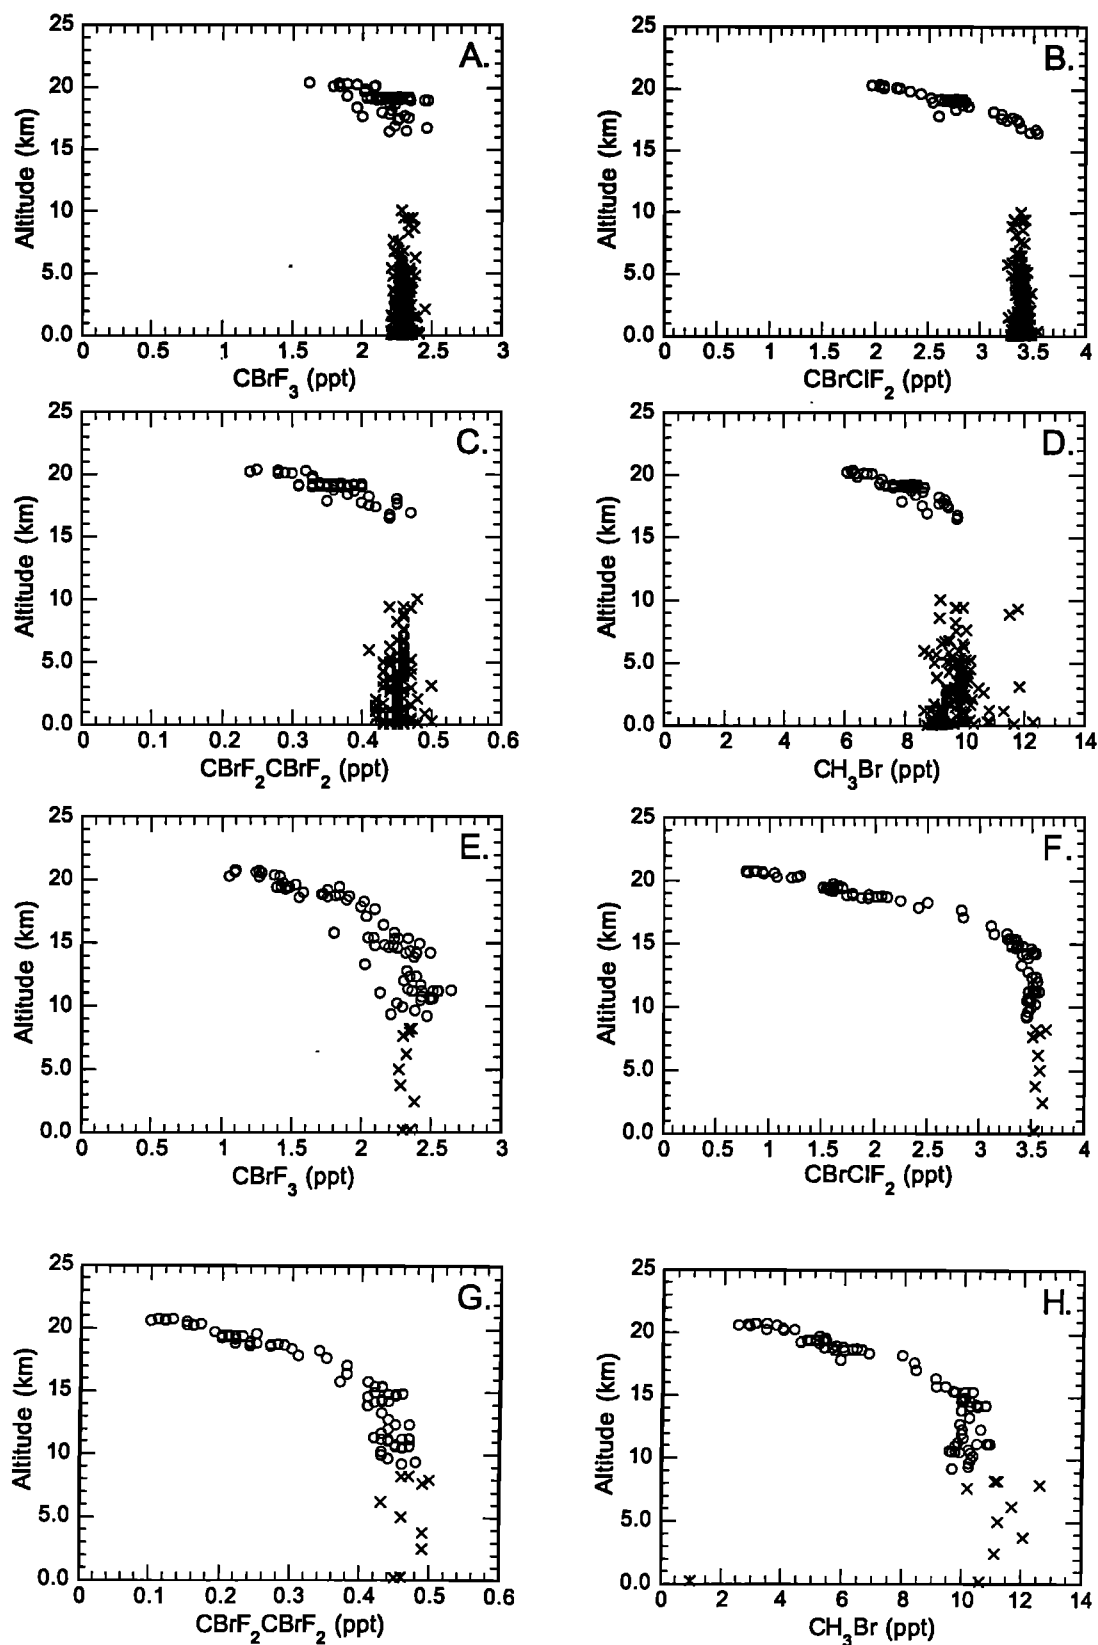 A.
25
20
15
10
5.0
0.0
Altitude (km)
0 0.5 1 1.5 2 2.5 3
CBrF3 (ppt)
B.
25
20
15
10
5.0
0.0
Altitude (km)
0 0.5 1 1.5 2 2.5 3 3.5 4
CBrClF2 (ppt)
C.
25
20
15
10
5.0
0.0
Altitude (km)
0 0.1 0.2 0.3 0.4 0.5 0.6
CBrF2CBrF2 (ppt)
D.
25
20
15
10
5.0
0.0
Altitude (km)
0 2 4 6 8 10 12 14
CH3Br (ppt)
E.
25
20
15
10
5.0
0.0
Altitude (km)
0 0.5 1 1.5 2 2.5 3
CBrF3 (ppt)
F.
25
20
15
10
5.0
0.0
Altitude (km)
0 0.5 1 1.5 2 2.5 3 3.5 4
CBrClF2 (ppt)
G.
25
20
15
10
5.0
0.0
Altitude (km)
0 0.1 0.2 0.3 0.4 0.5 0.6
CBrF2CBrF2 (ppt)
H.
25
20
15
10
5.0
0.0
Altitude (km)
0 2 4 6 8 10 12 14
CH3Br (ppt)